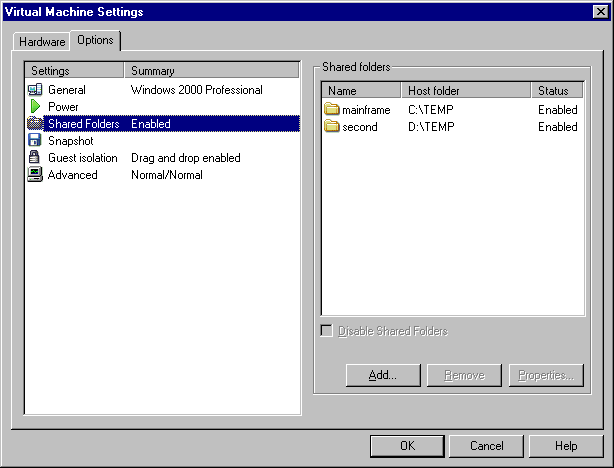 Virtual Machine Settings
Hardware Options
Settings Summary
General Windows 2000 Professional
Power
Shared Folders Enabled
Snapshot
Guest isolation Drag and drop enabled
Advanced Normal/Normal
Shared folders
Name Host folder Status
mainframe C:\TEMP Enabled
second D:\TEMP Enabled
Disable Shared Folders
Add... Remove Properties...
OK Cancel Help